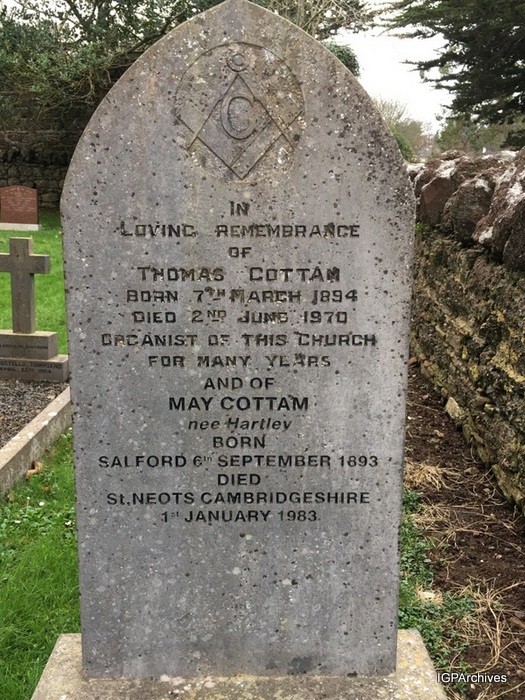 G
IN
LOVING REMEMBRANCE
OF
THOMAS COTTAM
BORN 7TH MARCH 1894
DIED 2ND JUNE 1970
ORGANIST OF THIS CHURCH
FOR MANY YEARS
AND OF
MAY COTTAM
nee Hartley
BORN
SALFORD 6th SEPTEMBER 1893
DIED
St. NEOTS CAMBRIDGESHIRE
1st JANUARY 1983.
IGPArchives